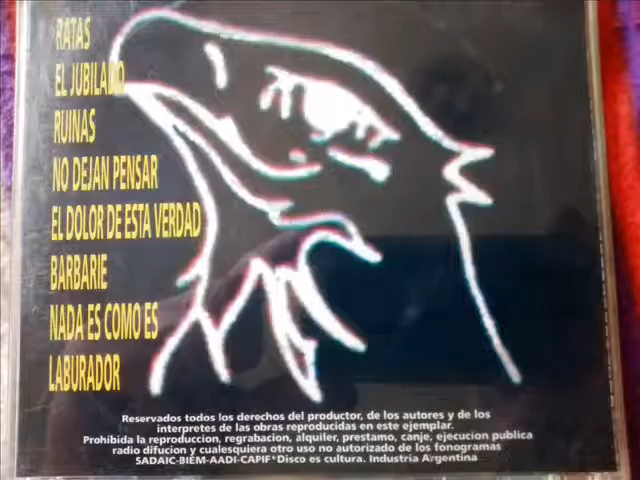 RATAS
EL JUBILADO
RUINAS
NO DEJAN PENSAR
EL DOLOR DE ESTA VERDAD
BARBARIE
NADA ES COMO ES
LABURADOR
Reservados todos los derechos del productor, de los autores y de los
interpretes de las obras reproducidas en este ejemplar.
Prohibida la reproduccion, regrabacion, alquiler, prestamo, canje, ejecucion publica
radio difucion y cualesquiera otro uso no autorizado de los fonogramas
SADAIC-BIEM-AADI-CAPIF*Disco es cultura. Industria Argentina